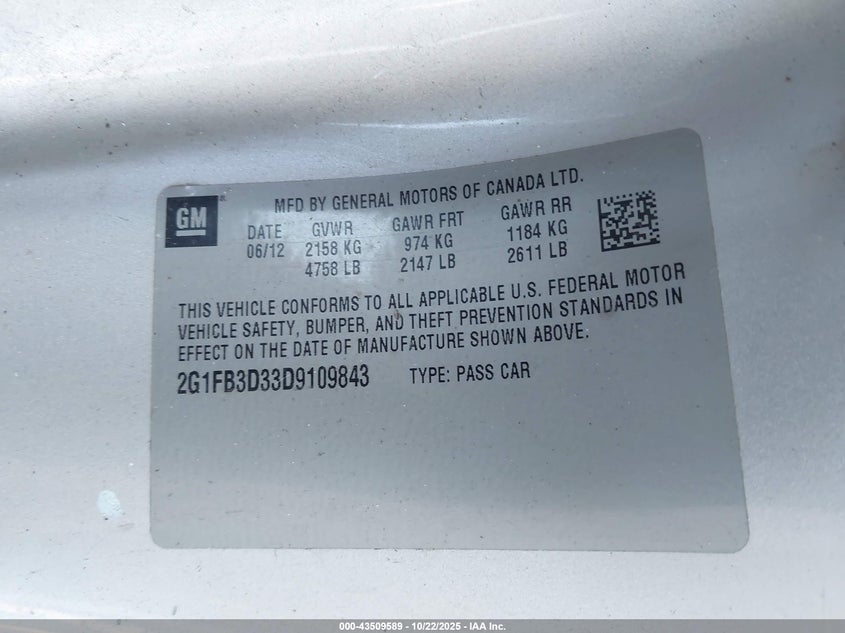 GM
MFD BY GENERAL MOTORS OF CANADA LTD.
DATE GVWR GAWR FRT GAWR RR
06/12 2158 KG 974 KG 1184 KG
4758 LB 2147 LB 2611 LB
THIS VEHICLE CONFORMS TO ALL APPLICABLE U.S. FEDERAL MOTOR
VEHICLE SAFETY, BUMPER, AND THEFT PREVENTION STANDARDS IN
EFFECT ON THE DATE OF MANUFACTURE SHOWN ABOVE.
2G1FB3D33D9109843 TYPE: PASS CAR
000-43509589 - 10/22/2025 - IAA Inc.